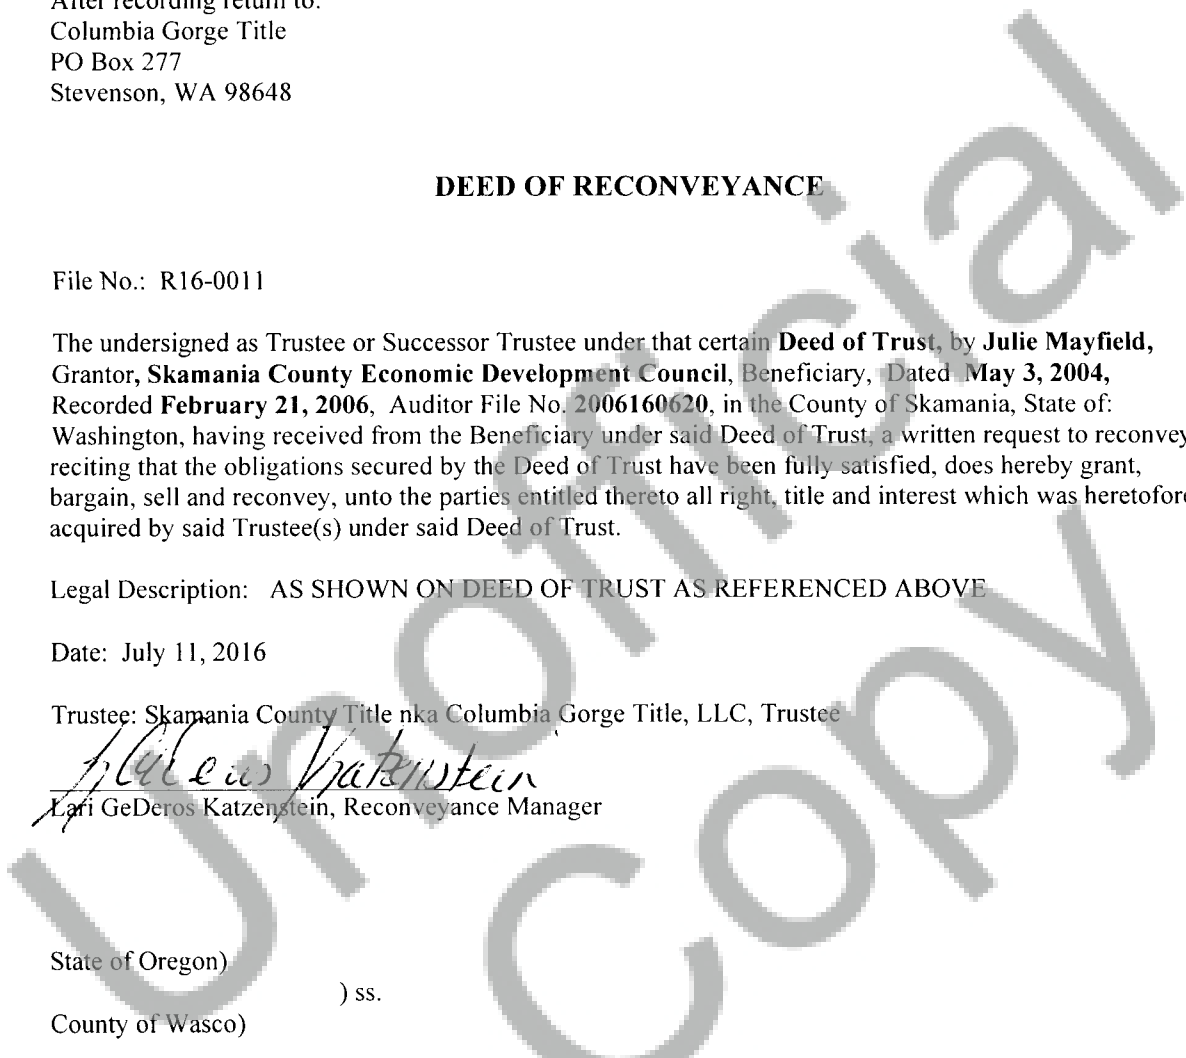 After recording return to:
Columbia Gorge Title
PO Box 277
Stevenson, WA 98648
DEED OF RECONVEYANCE
File No.: R16-0011
The undersigned as Trustee or Successor Trustee under that certain Deed of Trust, by Julie Mayfield,
Grantor, Skamania County Economic Development Council, Beneficiary, Dated May 3, 2004,
Recorded February 21, 2006, Auditor File No. 2006160620, in the County of Skamania, State of:
Washington, having received from the Beneficiary under said Deed of Trust, a written request to reconvey
reciting that the obligations secured by the Deed of Trust have been fully satisfied, does hereby grant,
bargain, sell and reconvey, unto the parties entitled thereto all right, title and interest which was heretofore
acquired by said Trustee(s) under said Deed of Trust.
Legal Description: AS SHOWN ON DEED OF TRUST AS REFERENCED ABOVE
Date: July 11, 2016
Trustee: Skamania County Title nka Columbia Gorge Title, LLC, Trustee
Katzenstein
Lari GeDeros Katzenstein, Reconveyance Manager
State of Oregon)
) ss.
County of Wasco)
Unofficial
Copy